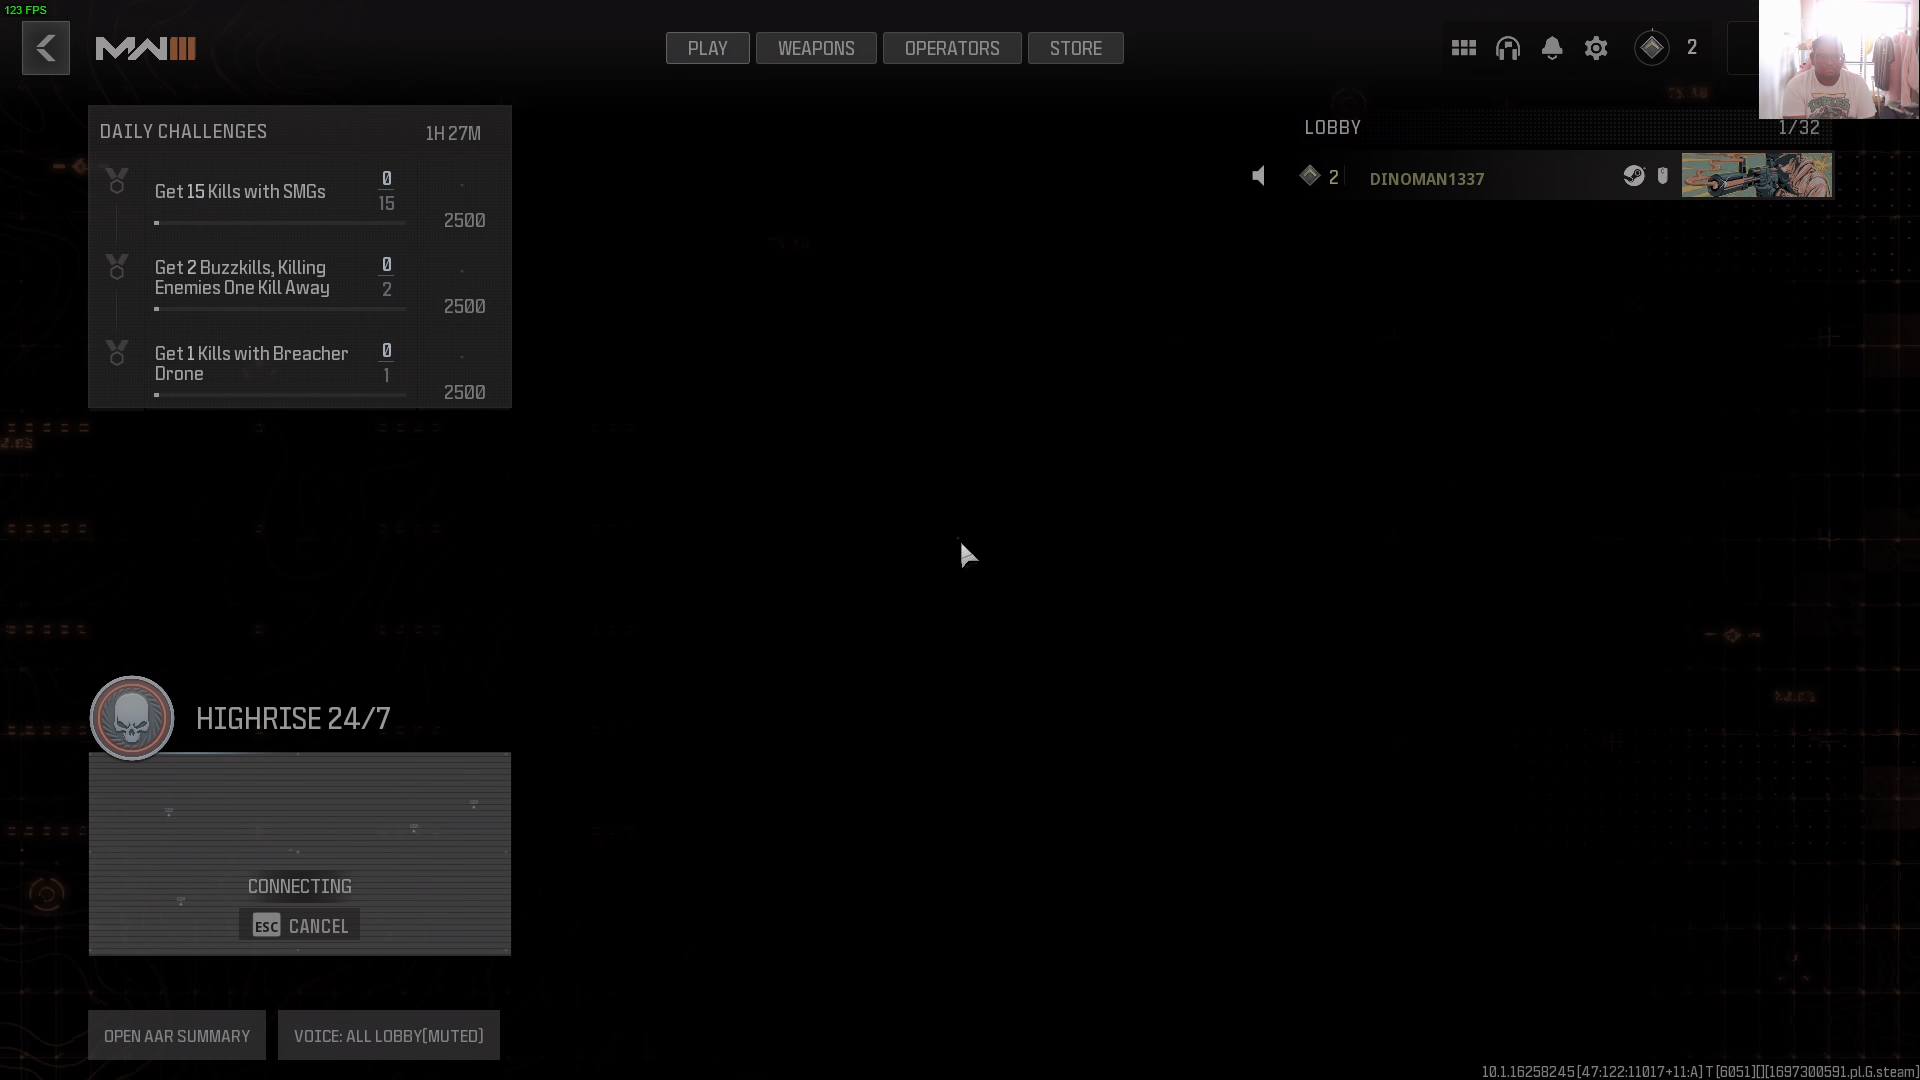 123 FPS
MWIII
PLAY
WEAPONS
OPERATORS
STORE
2
DAILY CHALLENGES
1H 27M
Get 15 Kills with SMGs
0
15
2500
Get 2 Buzzkills, Killing
Enemies One Kill Away
0
2
2500
Get 1 Kills with Breacher
Drone
0
1
2500
LOBBY
1/32
2
DINOMAN1337
HIGHRISE 24/7
CONNECTING
ESC CANCEL
OPEN AAR SUMMARY
VOICE: ALL LOBBY[MUTED]
10.1.16258245 [47:122:11017+11:A] T [6051][][1697300591.pl.G.steam]